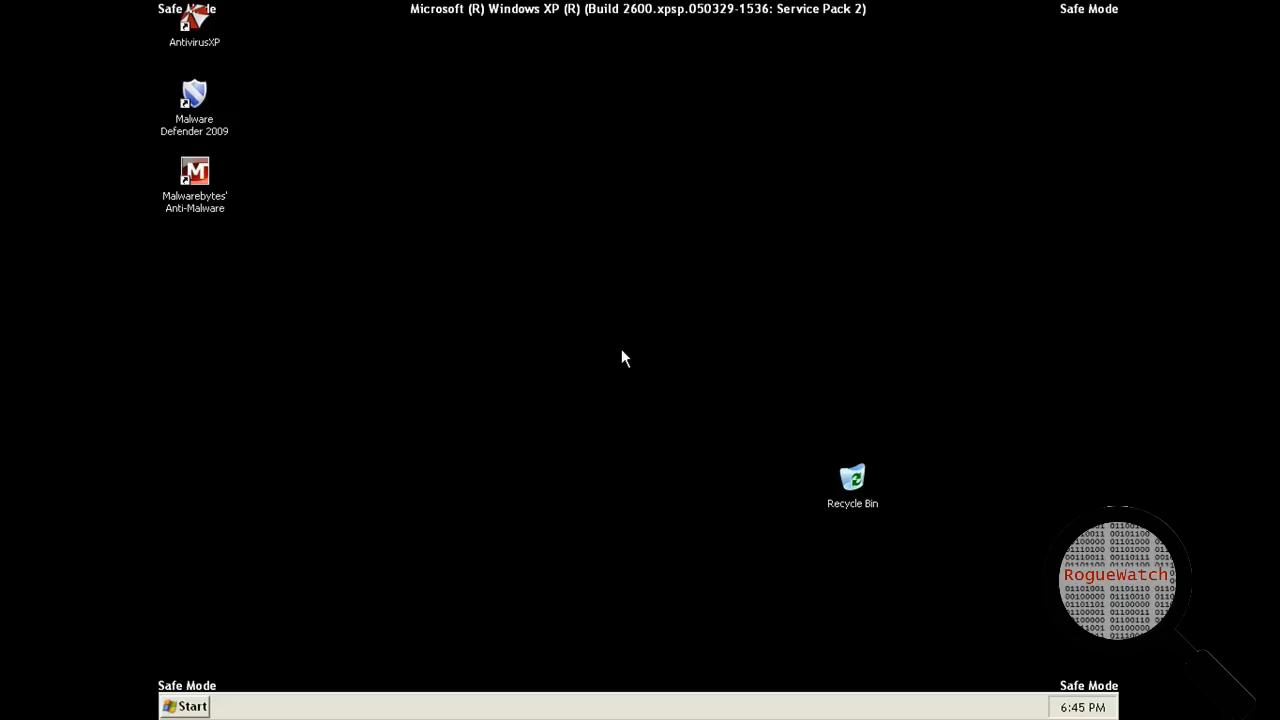 Safe Mode
Microsoft (R) Windows XP (R) (Build 2600.xpsp.050329-1536: Service Pack 2)
Safe Mode
AntivirusXP
Malware
Defender 2009
Malwarebytes'
Anti-Malware
Recycle Bin
RogueWatch
Safe Mode
Safe Mode
Start
6:45 PM